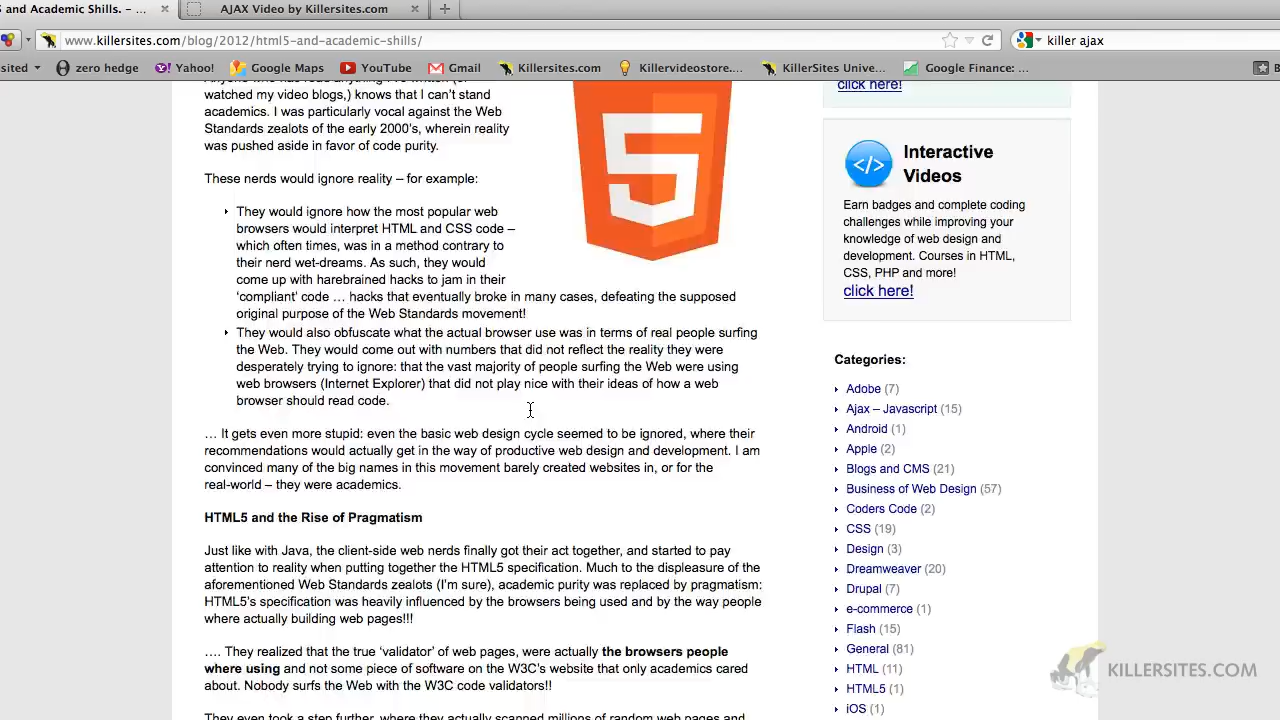 and Academic Skills. – ...
AJAX Video by Killersites.com
www.killersites.com/blog/2012/html5-and-academic-skills/
killer ajax
sited
zero hedge
Yahoo!
Google Maps
YouTube
Gmail
Killersites.com
Killervideostore....
KillerSites Unive...
Google Finance: ...
watched my video blogs,) knows that I can't stand
academics. I was particularly vocal against the Web
Standards zealots of the early 2000's, wherein reality
was pushed aside in favor of code purity.
These nerds would ignore reality – for example:
They would ignore how the most popular web
browsers would interpret HTML and CSS code –
which often times, was in a method contrary to
their nerd wet-dreams. As such, they would
come up with harebrained hacks to jam in their
'compliant' code … hacks that eventually broke in many cases, defeating the supposed
original purpose of the Web Standards movement!
They would also obfuscate what the actual browser use was in terms of real people surfing
the Web. They would come out with numbers that did not reflect the reality they were
desperately trying to ignore: that the vast majority of people surfing the Web were using
web browsers (Internet Explorer) that did not play nice with their ideas of how a web
browser should read code.
… It gets even more stupid: even the basic web design cycle seemed to be ignored, where their
recommendations would actually get in the way of productive web design and development. I am
convinced many of the big names in this movement barely created websites in, or for the
real-world – they were academics.
HTML5 and the Rise of Pragmatism
Just like with Java, the client-side web nerds finally got their act together, and started to pay
attention to reality when putting together the HTML5 specification. Much to the displeasure of the
aforementioned Web Standards zealots (I'm sure), academic purity was replaced by pragmatism:
HTML5's specification was heavily influenced by the browsers being used and by the way people
where actually building web pages!!!
…. They realized that the true 'validator' of web pages, were actually the browsers people
where using and not some piece of software on the W3C's website that only academics cared
about. Nobody surfs the Web with the W3C code validators!!
They even took a step further, where they actually scanned millions of random web pages and
5
click here!
Interactive
Videos
Earn badges and complete coding
challenges while improving your
knowledge of web design and
development. Courses in HTML,
CSS, PHP and more!
click here!
Categories:
Adobe (7)
Ajax – Javascript (15)
Android (1)
Apple (2)
Blogs and CMS (21)
Business of Web Design (57)
Coders Code (2)
CSS (19)
Design (3)
Dreamweaver (20)
Drupal (7)
e-commerce (1)
Flash (15)
General (81)
HTML (11)
HTML5 (1)
iOS (1)
KILLERSITES.COM